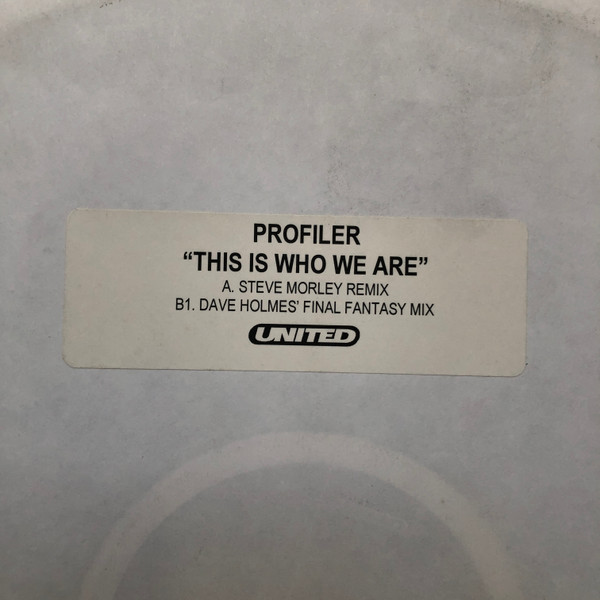 PROFILER
“THIS IS WHO WE ARE”
A. STEVE MORLEY REMIX
B1. DAVE HOLMES’ FINAL FANTASY MIX
UNITED